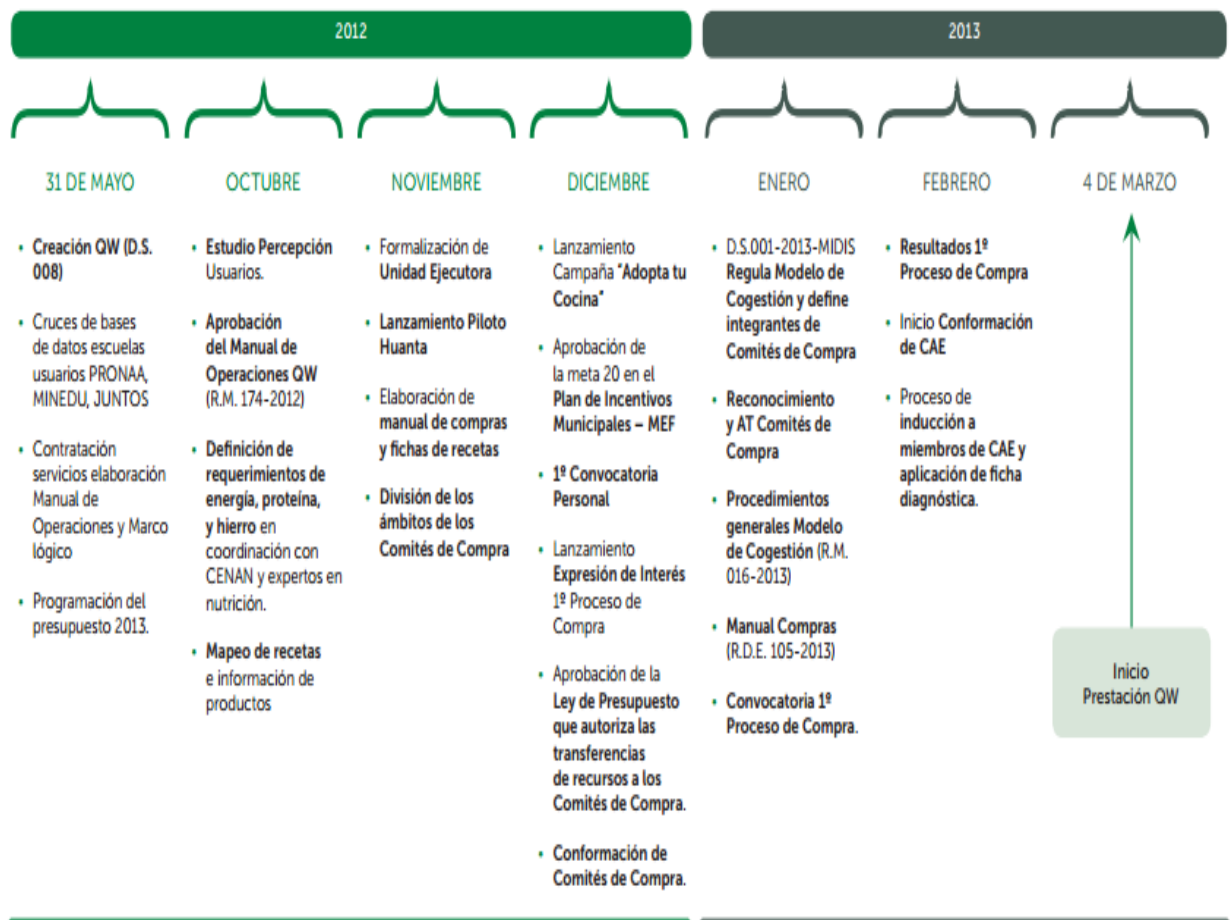 2012
2013
31 DE MAYO
• Creación QW (D.S.
008)
• Cruces de bases
de datos escuelas
usuarios PRONAA,
MINEDU, JUNTOS
• Contratación
servicios elaboración
Manual de
Operaciones y Marco
lógico
• Programación del
presupuesto 2013.
OCTUBRE
• Estudio Percepción
Usuarios.
• Aprobación
del Manual de
Operaciones QW
(R.M. 174-2012)
• Definición de
requerimientos de
energía, proteína,
y hierro en
coordinación con
CENAN y expertos en
nutrición.
• Mapeo de recetas
e información de
productos
NOVIEMBRE
• Formalización de
Unidad Ejecutora
• Lanzamiento Piloto
Huanta
• Elaboración de
manual de compras
y fichas de recetas
• División de los
ámbitos de los
Comités de Compra
DICIEMBRE
• Lanzamiento
Campaña "Adopta tu
Cocina"
• Aprobación de
la meta 20 en el
Plan de Incentivos
Municipales – MEF
• 1º Convocatoria
Personal
• Lanzamiento
Expresión de Interés
1º Proceso de
Compra
• Aprobación de la
Ley de Presupuesto
que autoriza las
transferencias
de recursos a los
Comités de Compra.
• Conformación de
Comités de Compra.
ENERO
• D.S.001-2013-MIDIS
Regula Modelo de
Cogestión y define
integrantes de
Comités de Compra
• Reconocimiento
y AT Comités de
Compra
• Procedimientos
generales Modelo
de Cogestión (R.M.
016-2013)
• Manual Compras
(R.D.E. 105-2013)
• Convocatoria 1º
Proceso de Compra.
FEBRERO
• Resultados 1º
Proceso de Compra
• Inicio Conformación
de CAE
• Proceso de
inducción a
miembros de CAE y
aplicación de ficha
diagnóstica.
4 DE MARZO
Inicio
Prestación QW